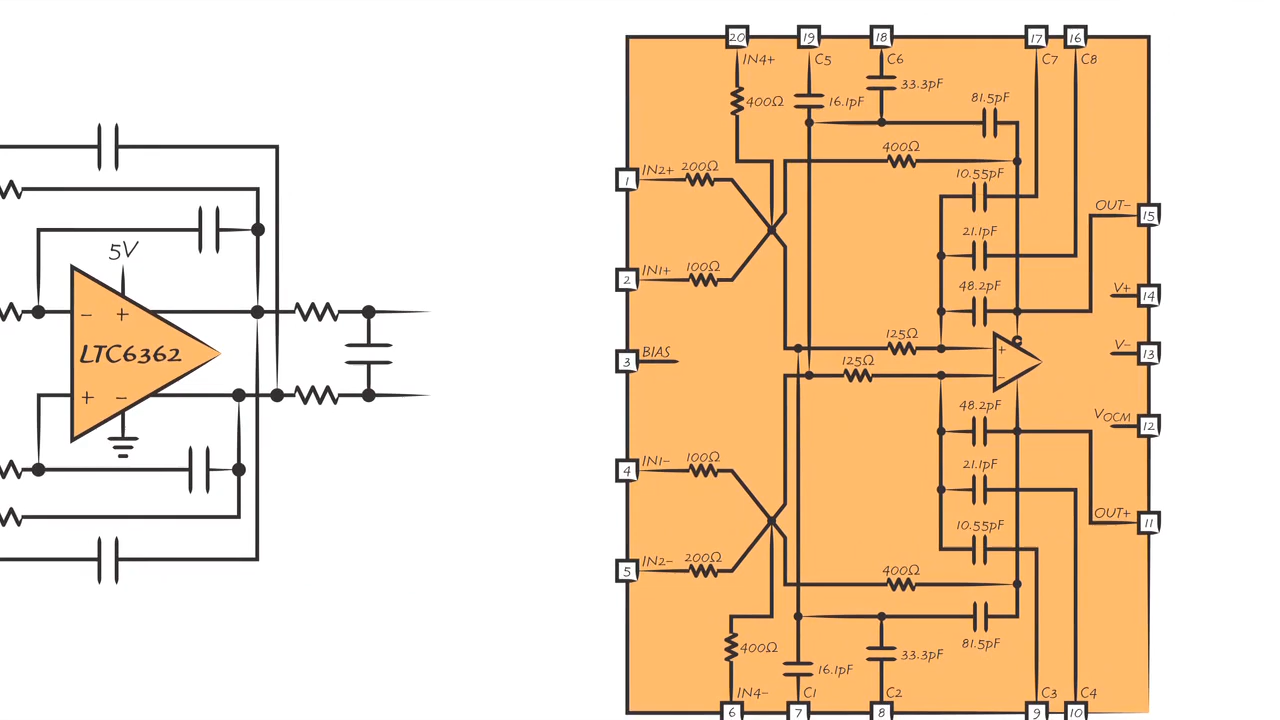 5V
− +
LTC6362
+ −
20 19 18 17 16
IN4+ C5 C6 C7 C8
400Ω 16.1pF 33.3pF 81.5pF
400Ω
1 IN2+ 200Ω 10.55pF
OUT− 15
21.1pF
2 IN1+ 100Ω
48.2pF V+ 14
125Ω
+
3 BIAS 125Ω V− 13
−
48.2pF
VOCM 12
4 IN1− 100Ω 21.1pF
OUT+ 11
10.55pF
5 IN2− 200Ω
400Ω
400Ω 16.1pF 33.3pF 81.5pF
IN4− C1 C2 C3 C4
6 7 8 9 10